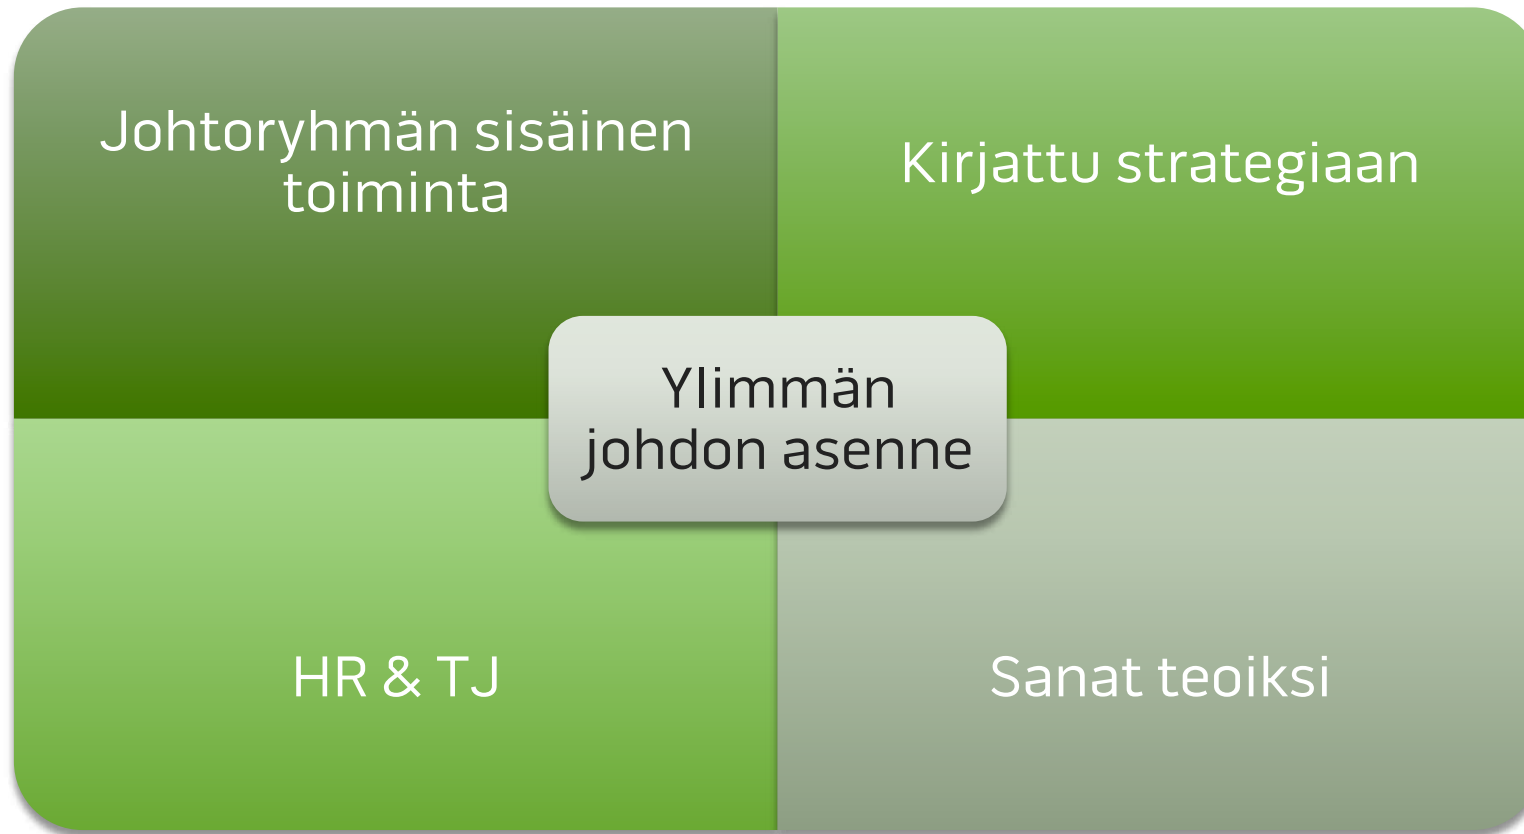 Johtoryhmän sisäinen
toiminta
Kirjattu strategiaan
Ylimmän
johdon asenne
HR & TJ
Sanat teoiksi